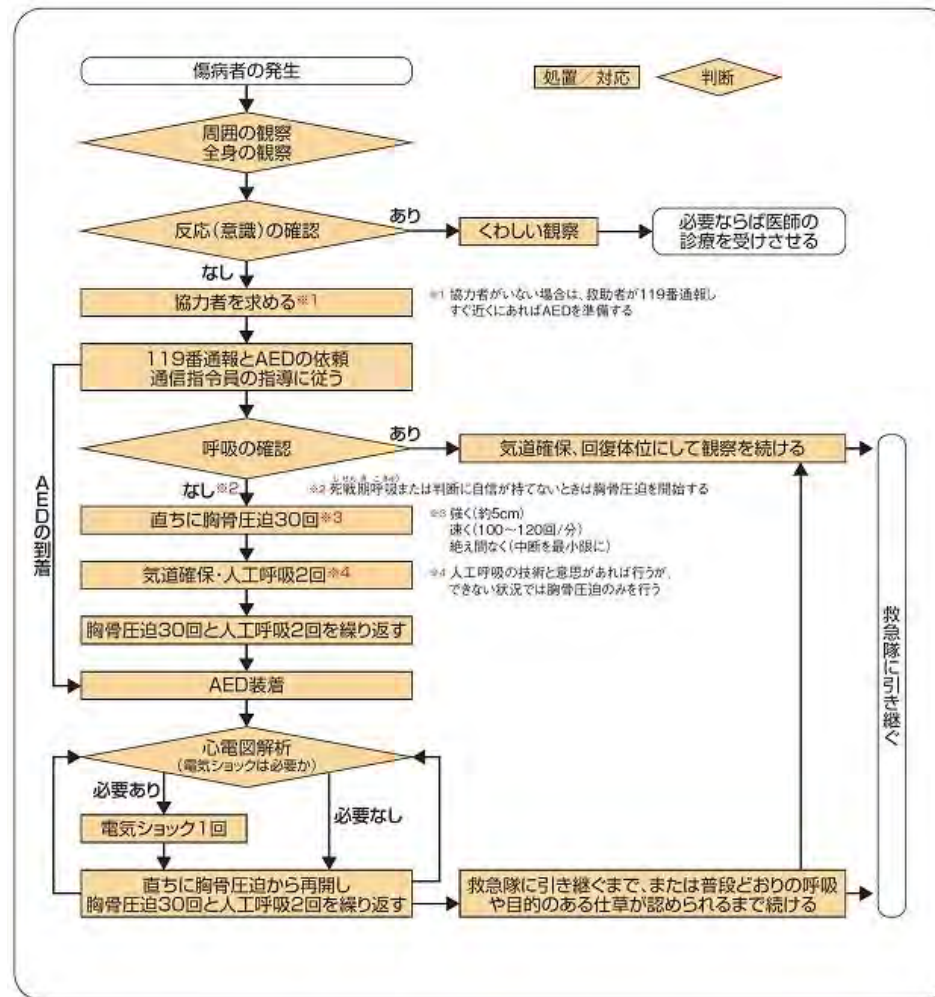 傷病者の発生
処置／対応
判断
周囲の観察
全身の観察
反応(意識)の確認
あり
くわしい観察
必要ならば医師の
診療を受けさせる
なし
協力者を求める※1
※1 協力者がいない場合は、救助者が119番通報し
すぐ近くにあればAEDを準備する
119番通報とAEDの依頼
通信指令員の指導に従う
呼吸の確認
あり
気道確保、回復体位にして観察を続ける
なし※2
しせんきこきゅう
※2 死戦期呼吸または判断に自信が持てないときは胸骨圧迫を開始する
直ちに胸骨圧迫30回※3
※3 強く(約5cm)
速く(100～120回/分)
絶え間なく(中断を最小限に)
気道確保・人工呼吸2回※4
※4 人工呼吸の技術と意思があれば行うが、
できない状況では胸骨圧迫のみを行う
胸骨圧迫30回と人工呼吸2回を繰り返す
AEDの到着
AED装着
救急隊に引き継ぐ
心電図解析
(電気ショックは必要か)
必要あり
必要なし
電気ショック1回
直ちに胸骨圧迫から再開し
胸骨圧迫30回と人工呼吸2回を繰り返す
救急隊に引き継ぐまで、または普段どおりの呼吸
や目的のある仕草が認められるまで続ける